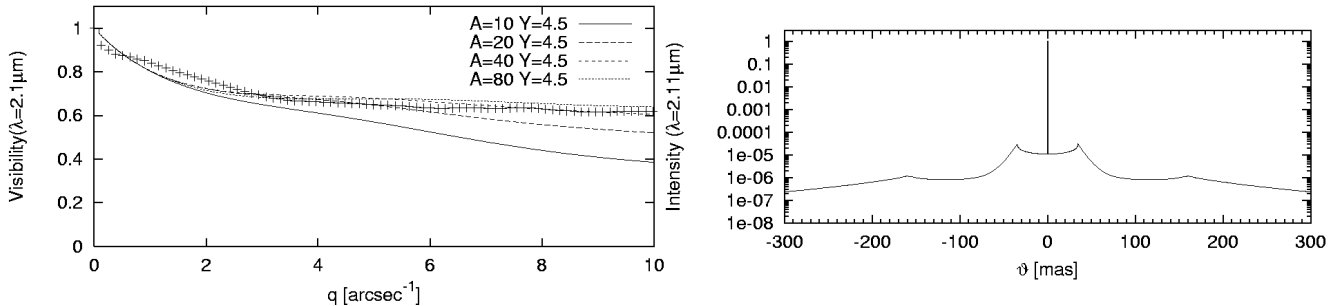 Visibility(λ=2.1μm)
1
0.8
0.6
0.4
0.2
0
0 2 4 6 8 10
q [arcsec⁻¹]
A=10 Y=4.5
A=20 Y=4.5
A=40 Y=4.5
A=80 Y=4.5
Intensity (λ=2.11μm)
1
0.1
0.01
0.001
0.0001
1e-05
1e-06
1e-07
1e-08
-300 -200 -100 0 100 200 300
ϑ [mas]